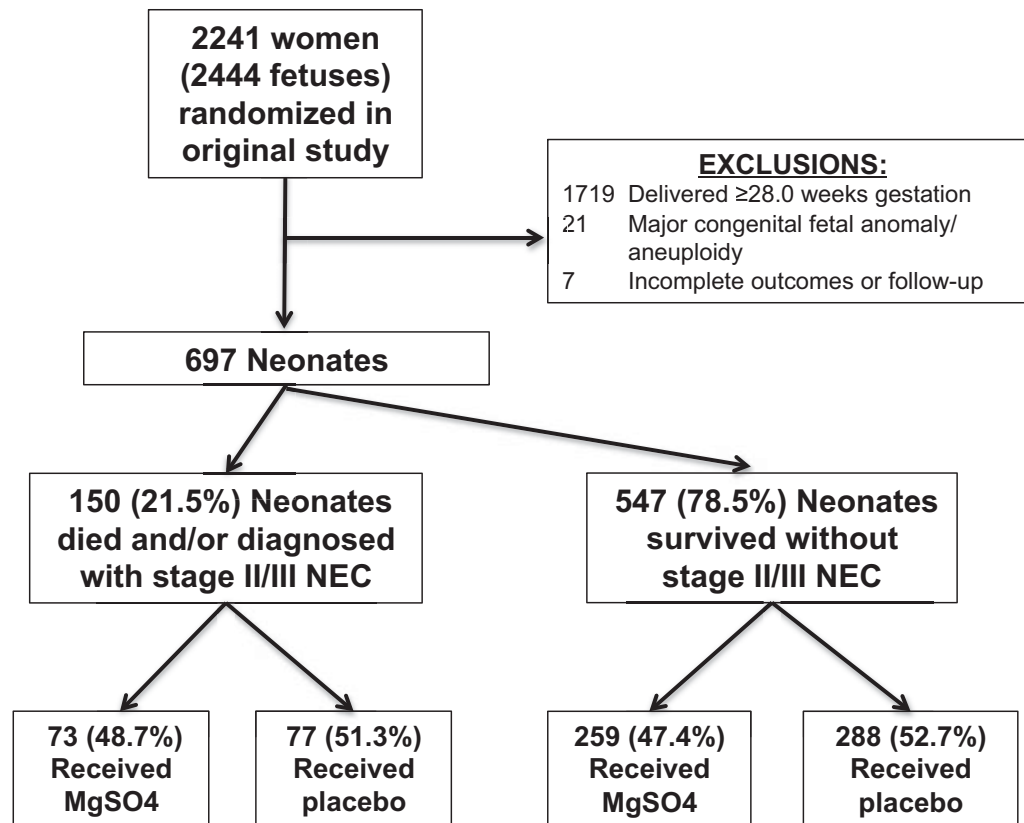 2241 women
(2444 fetuses)
randomized in
original study
EXCLUSIONS:
1719 Delivered ≥28.0 weeks gestation
21 Major congenital fetal anomaly/
aneuploidy
7 Incomplete outcomes or follow-up
697 Neonates
150 (21.5%) Neonates
died and/or diagnosed
with stage II/III NEC
547 (78.5%) Neonates
survived without
stage II/III NEC
73 (48.7%)
Received
MgSO4
77 (51.3%)
Received
placebo
259 (47.4%)
Received
MgSO4
288 (52.7%)
Received
placebo